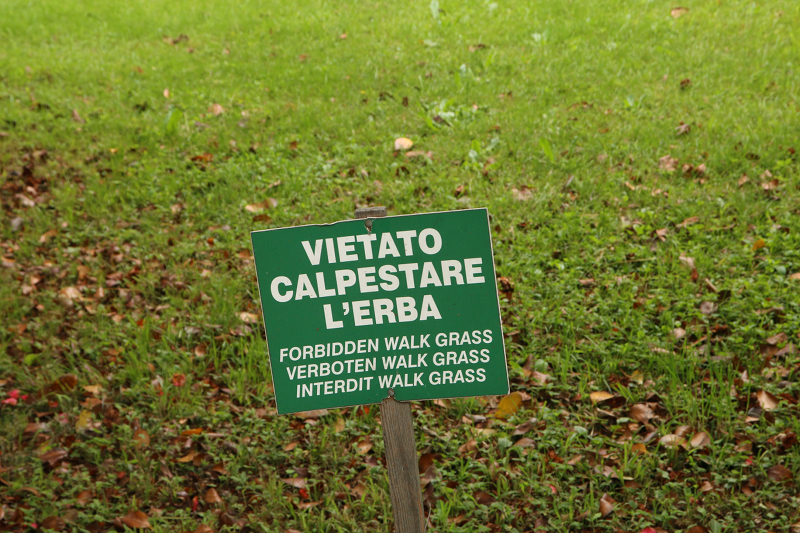 VIETATO
CALPESTARE
L'ERBA
FORBIDDEN WALK GRASS
VERBOTEN WALK GRASS
INTERDIT WALK GRASS